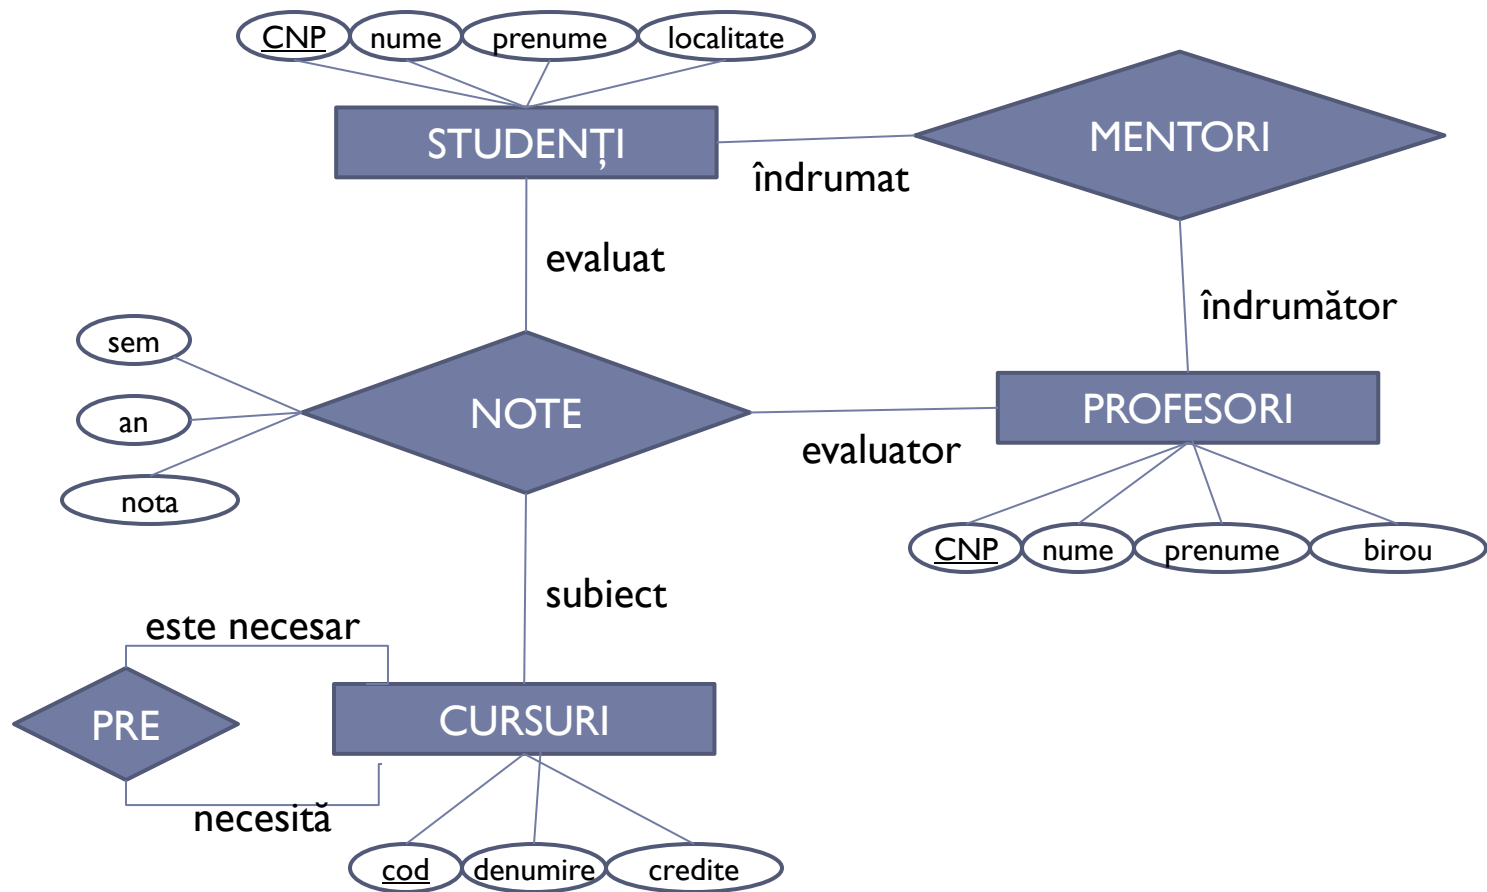 CNP nume prenume localitate
STUDENȚI
MENTORI
îndrumat
evaluat
îndrumător
sem
an
nota
NOTE
PROFESORI
evaluator
CNP nume prenume birou
subiect
este necesar
PRE
CURSURI
necesită
cod denumire credite